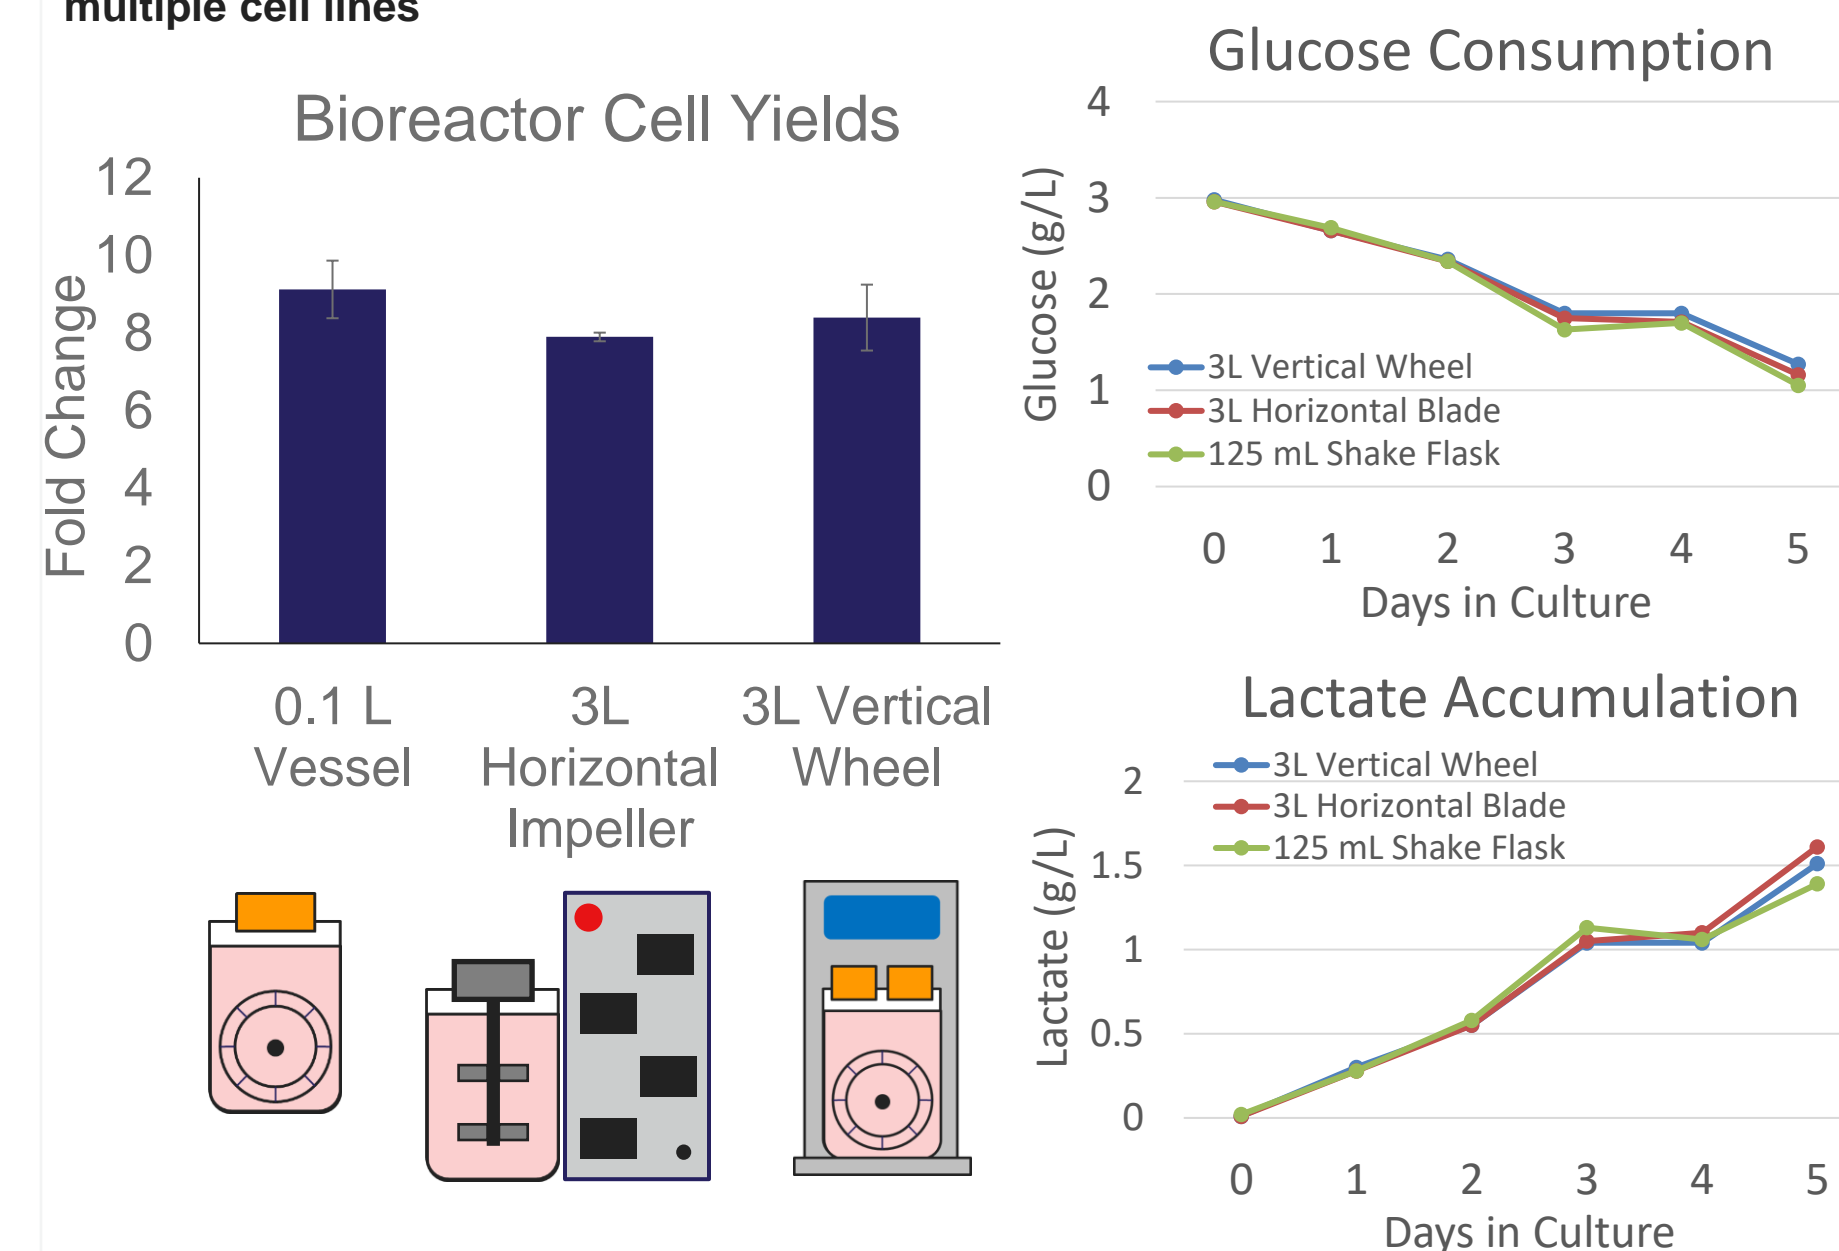 multiple cell lines
Bioreactor Cell Yields
Fold Change
12
10
8
6
4
2
0
0.1 L
Vessel
3L
Horizontal
Impeller
3L Vertical
Wheel
Glucose Consumption
Glucose (g/L)
4
3
2
1
0
3L Vertical Wheel
3L Horizontal Blade
125 mL Shake Flask
0 1 2 3 4 5
Days in Culture
Lactate Accumulation
Lactate (g/L)
2
1.5
1
0.5
0
3L Vertical Wheel
3L Horizontal Blade
125 mL Shake Flask
0 1 2 3 4 5
Days in Culture